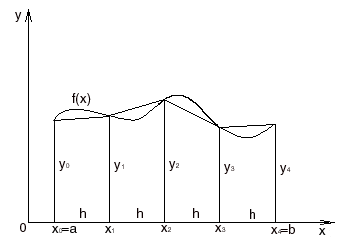 y
f(x)
y₀ y₁ y₂ y₃ y₄
h h h h
0 x₀=a x₁ x₂ x₃ x₄=b x